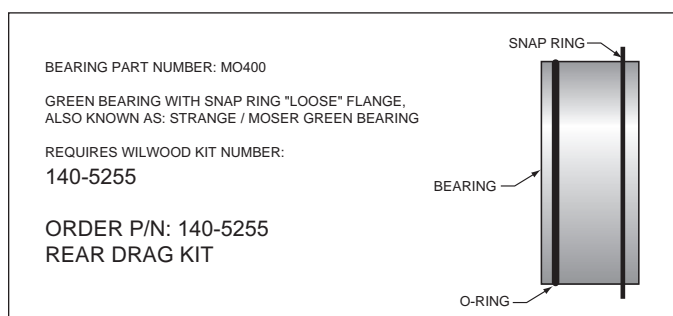 BEARING PART NUMBER: MO400
GREEN BEARING WITH SNAP RING "LOOSE" FLANGE,
ALSO KNOWN AS: STRANGE / MOSER GREEN BEARING
REQUIRES WILWOOD KIT NUMBER:
140-5255
ORDER P/N: 140-5255
REAR DRAG KIT
SNAP RING
BEARING
O-RING